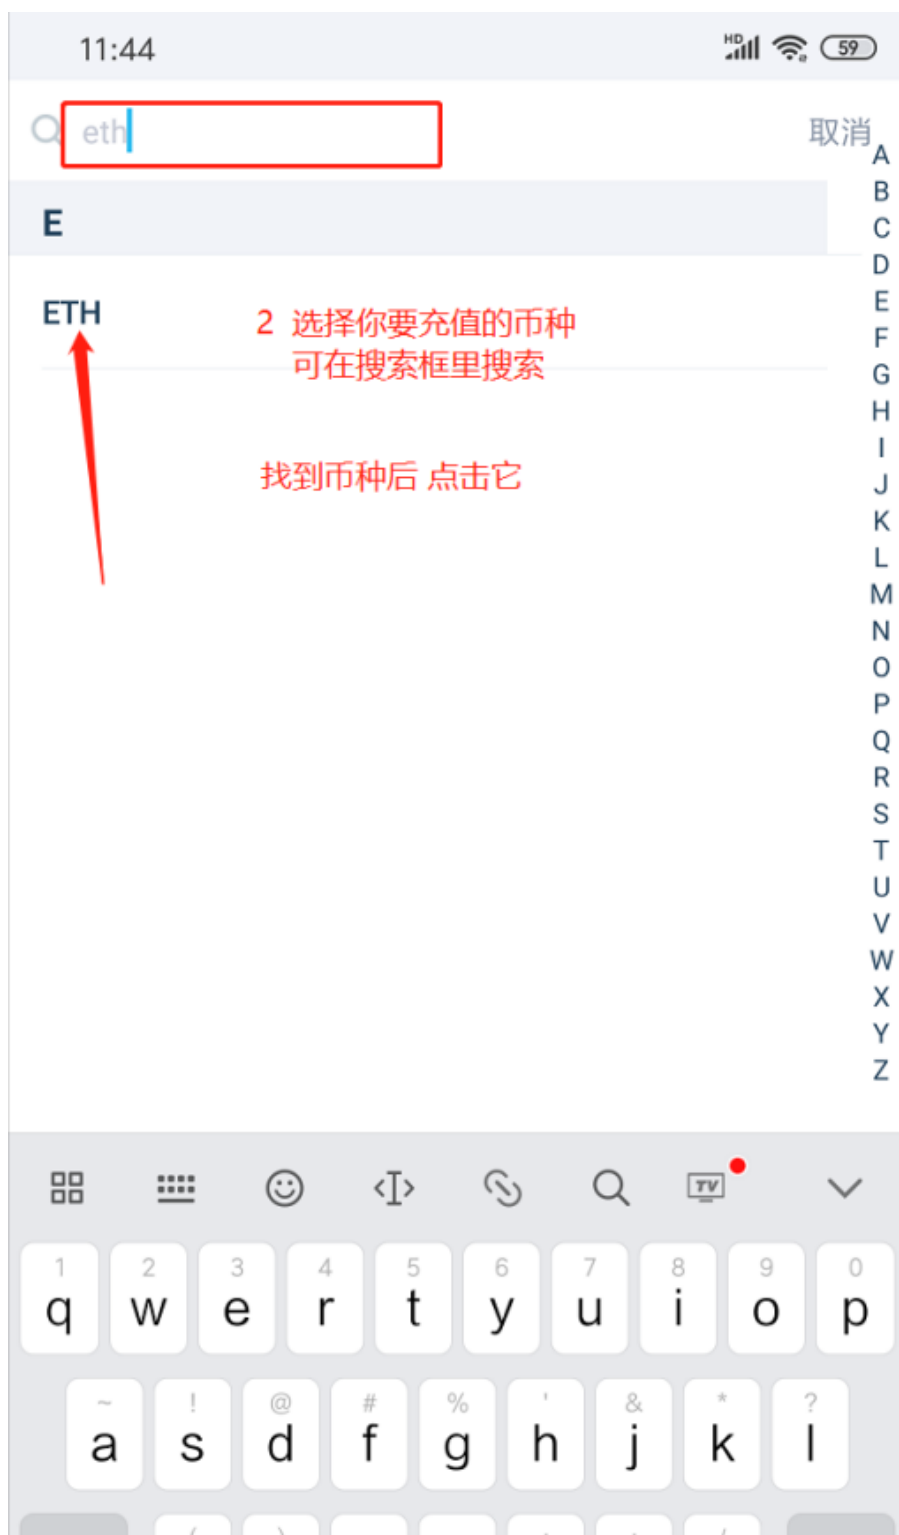 11:44
HD
59
eth
取消
E
ETH
2 选择你要充值的币种
可在搜索框里搜索
找到币种后 点击它
A
B
C
D
E
F
G
H
I
J
K
L
M
N
O
P
Q
R
S
T
U
V
W
X
Y
Z
TV
1 2 3 4 5 6 7 8 9 0
q w e r t y u i o p
~ ! @ # % ' & * ?
a s d f g h j k l